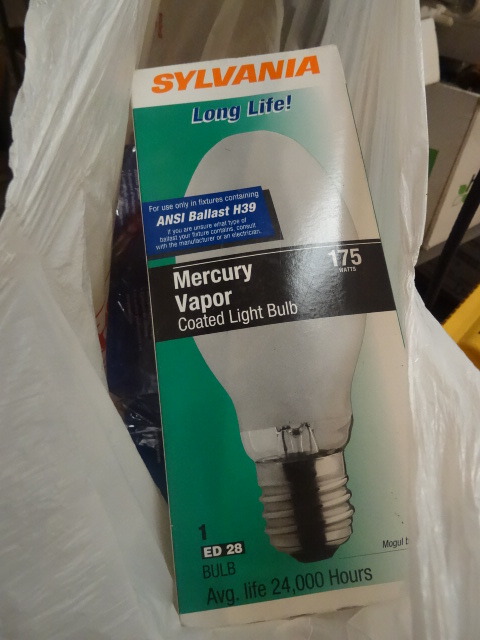 SYLVANIA
Long Life!
For use only in fixtures containing
ANSI Ballast H39
If you are unsure what type of
ballast your fixture contains, consult
with the manufacturer or an electrician.
175
WATTS
Mercury
Vapor
Coated Light Bulb
1
ED 28
BULB
Mogul
Avg. life 24,000 Hours